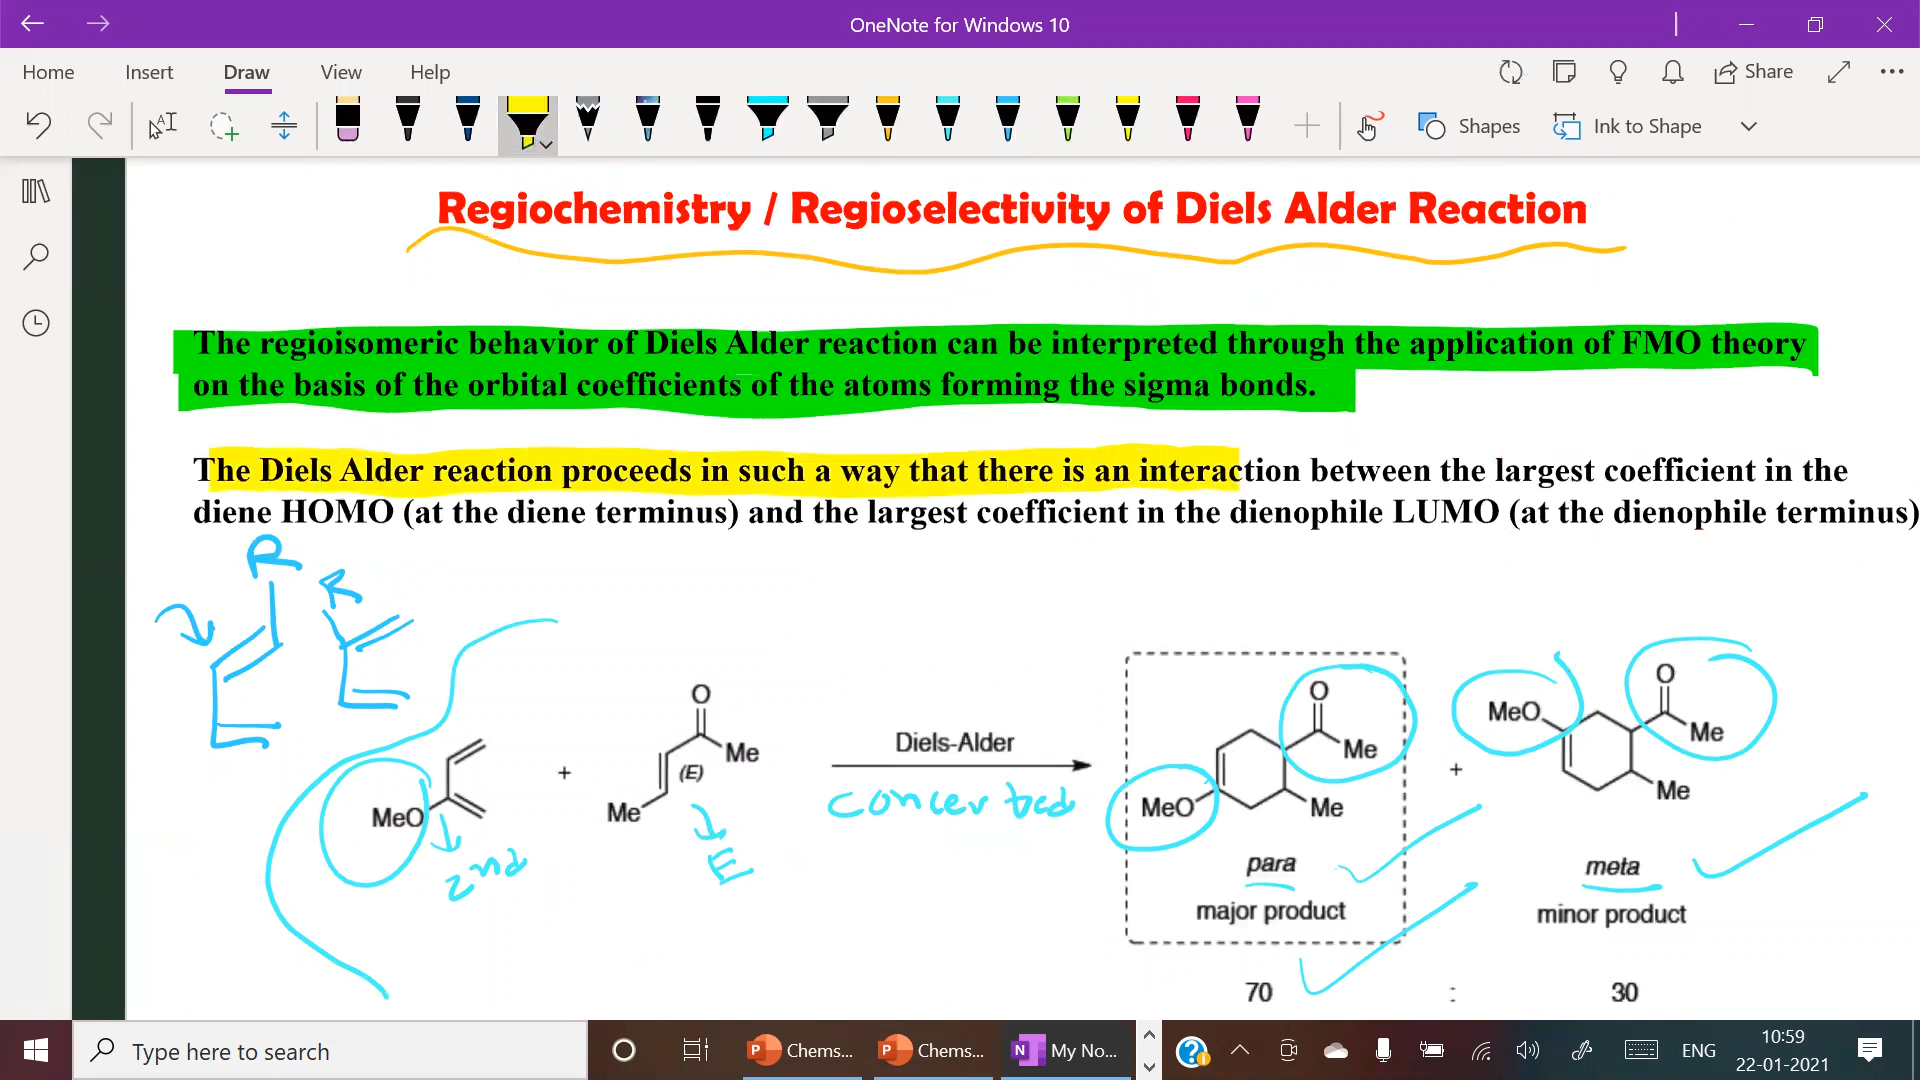 OneNote for Windows 10
Home Insert Draw View Help
Share
Shapes Ink to Shape
Regiochemistry / Regioselectivity of Diels Alder Reaction
The regioisomeric behavior of Diels Alder reaction can be interpreted through the application of FMO theory
on the basis of the orbital coefficients of the atoms forming the sigma bonds.
The Diels Alder reaction proceeds in such a way that there is an interaction between the largest coefficient in the
diene HOMO (at the diene terminus) and the largest coefficient in the dienophile LUMO (at the dienophile terminus)
R
R
MeO
2nd
+
O
Me
(E)
Me
E
Diels-Alder
concerted
O
Me
MeO
Me
para
major product
+
MeO
O
Me
Me
meta
minor product
70 : 30
Type here to search
Chems...
Chems...
My No...
ENG
10:59
22-01-2021